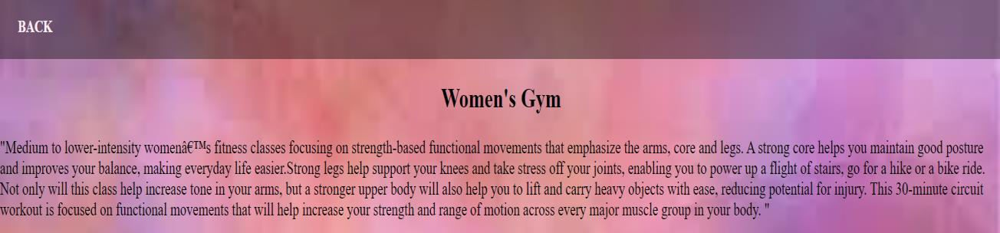 BACK
Women's Gym
"Medium to lower-intensity womenâ€™s fitness classes focusing on strength-based functional movements that emphasize the arms, core and legs. A strong core helps you maintain good posture
and improves your balance, making everyday life easier.Strong legs help support your knees and take stress off your joints, enabling you to power up a flight of stairs, go for a hike or a bike ride.
Not only will this class help increase tone in your arms, but a stronger upper body will also help you to lift and carry heavy objects with ease, reducing potential for injury. This 30-minute circuit
workout is focused on functional movements that will help increase your strength and range of motion across every major muscle group in your body. "